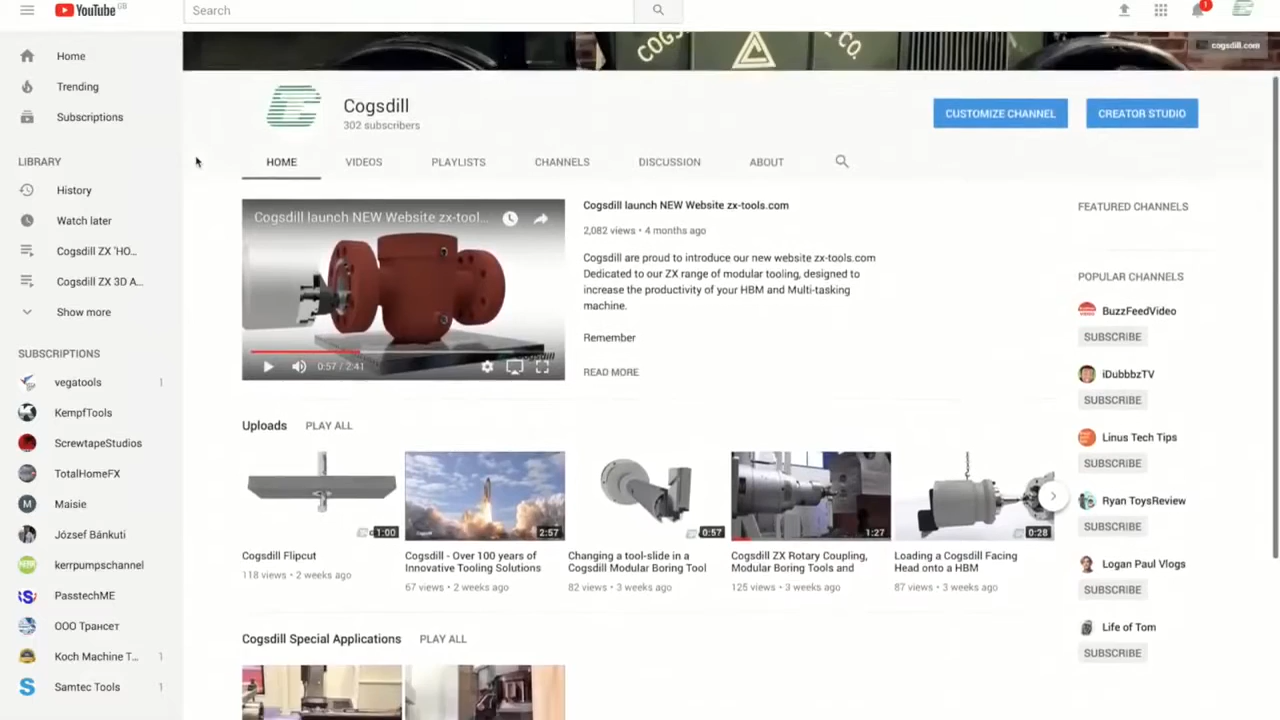 YouTube GB
Search
1
COGS
CO.
cogsdill.com
Home
Trending
Subscriptions
LIBRARY
History
Watch later
Cogsdill ZX 'HO...
Cogsdill ZX 3D A...
Show more
SUBSCRIPTIONS
vegatools 1
KempfTools
ScrewtapeStudios
TotalHomeFX
M Maisie
József Bánkuti
kerrpumpschannel
PasstechME
ООО Трансет
Koch Machine T... 1
Samtec Tools 1
Cogsdill
302 subscribers
CUSTOMIZE CHANNEL
CREATOR STUDIO
HOME
VIDEOS
PLAYLISTS
CHANNELS
DISCUSSION
ABOUT
Cogsdill launch NEW Website zx-tool...
Cogsdill
0:57 / 2:41
Cogsdill launch NEW Website zx-tools.com
2,082 views • 4 months ago
Cogsdill are proud to introduce our new website zx-tools.com
Dedicated to our ZX range of modular tooling, designed to
increase the productivity of your HBM and Multi-tasking
machine.
Remember
READ MORE
Uploads PLAY ALL
1:00
Cogsdill Flipcut
118 views • 2 weeks ago
2:57
Cogsdill - Over 100 years of
Innovative Tooling Solutions
67 views • 2 weeks ago
0:57
Changing a tool-slide in a
Cogsdill Modular Boring Tool
82 views • 3 weeks ago
1:27
Cogsdill ZX Rotary Coupling,
Modular Boring Tools and
125 views • 3 weeks ago
0:28
Loading a Cogsdill Facing
Head onto a HBM
87 views • 3 weeks ago
Cogsdill Special Applications PLAY ALL
FEATURED CHANNELS
POPULAR CHANNELS
BuzzFeedVideo
SUBSCRIBE
iDubbbzTV
SUBSCRIBE
Linus Tech Tips
SUBSCRIBE
Ryan ToysReview
SUBSCRIBE
Logan Paul Vlogs
SUBSCRIBE
Life of Tom
SUBSCRIBE